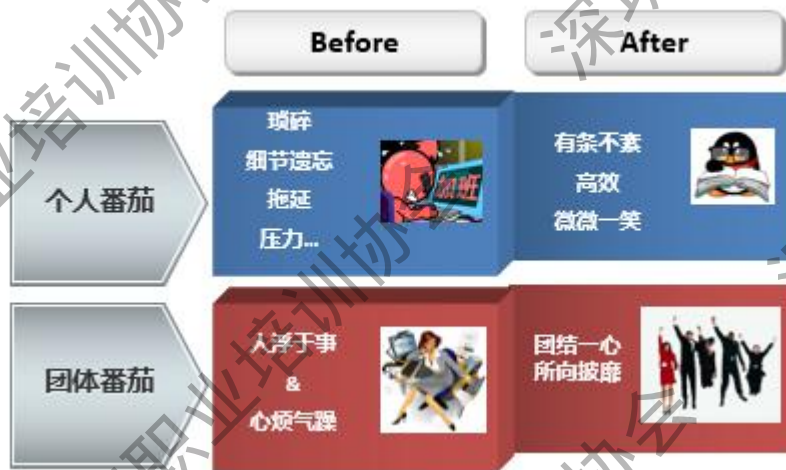 Before
After
个人番茄
琐碎
细节遗忘
拖延
压力...
加班
有条不紊
高效
微微一笑
团体番茄
人浮于事
&
心烦气躁
团结一心
所向披靡